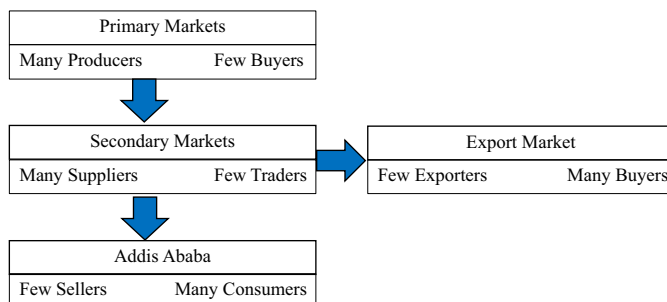 Primary Markets
Many Producers Few Buyers
Secondary Markets
Many Suppliers Few Traders
Export Market
Few Exporters Many Buyers
Addis Ababa
Few Sellers Many Consumers